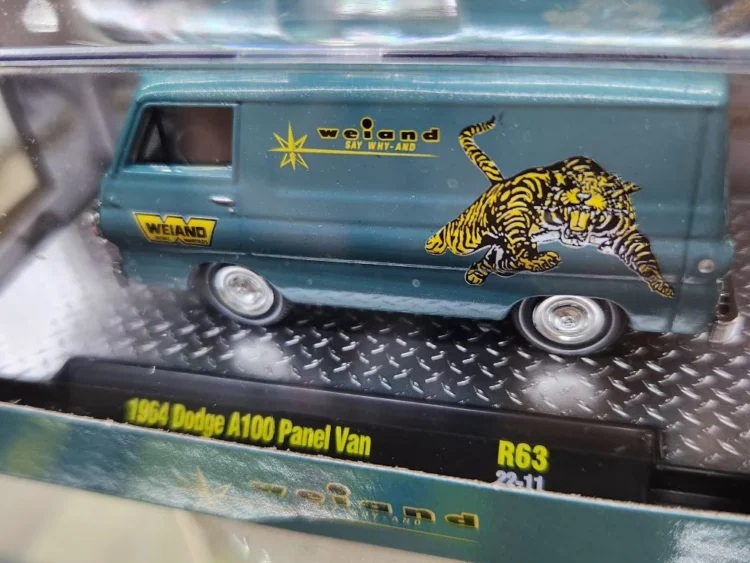 weiand
SAY WHY-AND
WEIAND
1964 Dodge A100 Panel Van
R63
22-11
weiand